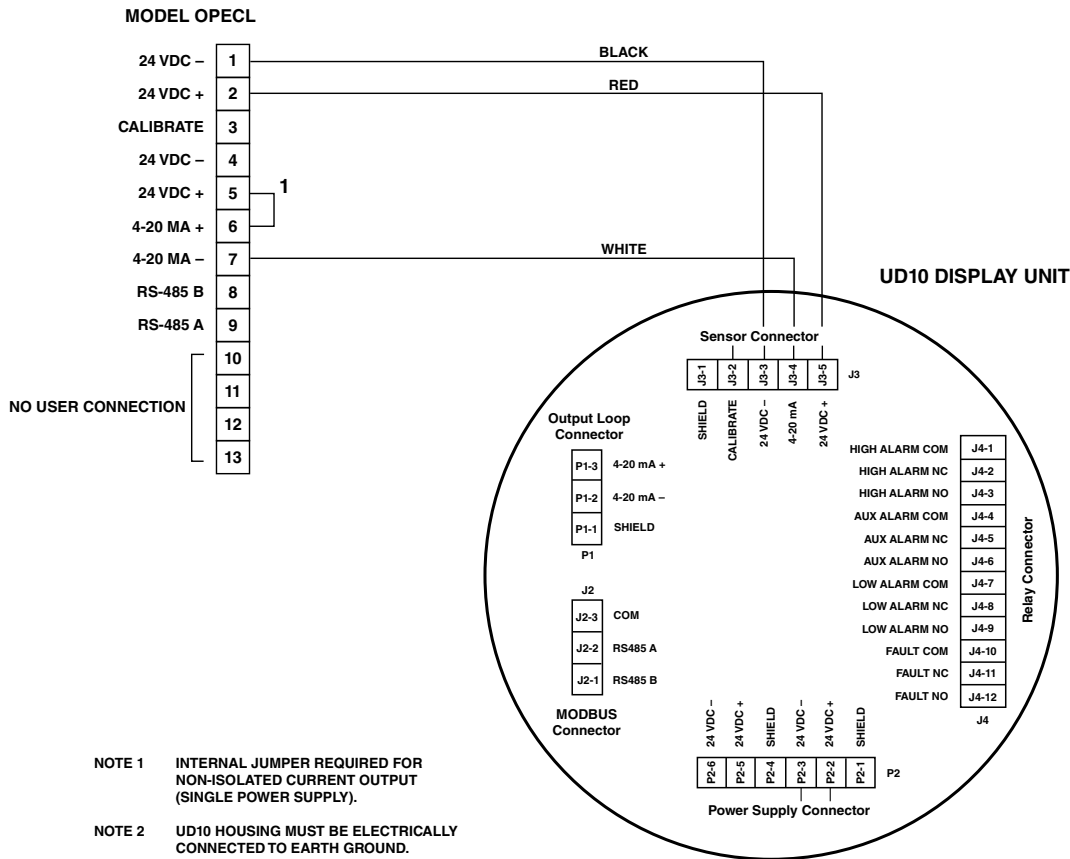 MODEL OPECL
24 VDC – 1
24 VDC + 2
CALIBRATE 3
24 VDC – 4
24 VDC + 5
4-20 MA + 6
4-20 MA – 7
RS-485 B 8
RS-485 A 9
10
11
12
13
NO USER CONNECTION
1
BLACK
RED
WHITE
UD10 DISPLAY UNIT
Sensor Connector
J3-1 J3-2 J3-3 J3-4 J3-5 J3
SHIELD
CALIBRATE
24 VDC –
4-20 mA
24 VDC +
Output Loop
Connector
P1-3 4-20 mA +
P1-2 4-20 mA –
P1-1 SHIELD
P1
J2
J2-3 COM
J2-2 RS485 A
J2-1 RS485 B
MODBUS
Connector
HIGH ALARM COM J4-1
HIGH ALARM NC J4-2
HIGH ALARM NO J4-3
AUX ALARM COM J4-4
AUX ALARM NC J4-5
AUX ALARM NO J4-6
LOW ALARM COM J4-7
LOW ALARM NC J4-8
LOW ALARM NO J4-9
FAULT COM J4-10
FAULT NC J4-11
FAULT NO J4-12
J4
Relay Connector
24 VDC –
24 VDC +
SHIELD
24 VDC –
24 VDC +
SHIELD
P2-6 P2-5 P2-4 P2-3 P2-2 P2-1 P2
Power Supply Connector
NOTE 1 INTERNAL JUMPER REQUIRED FOR
NON-ISOLATED CURRENT OUTPUT
(SINGLE POWER SUPPLY).
NOTE 2 UD10 HOUSING MUST BE ELECTRICALLY
CONNECTED TO EARTH GROUND.